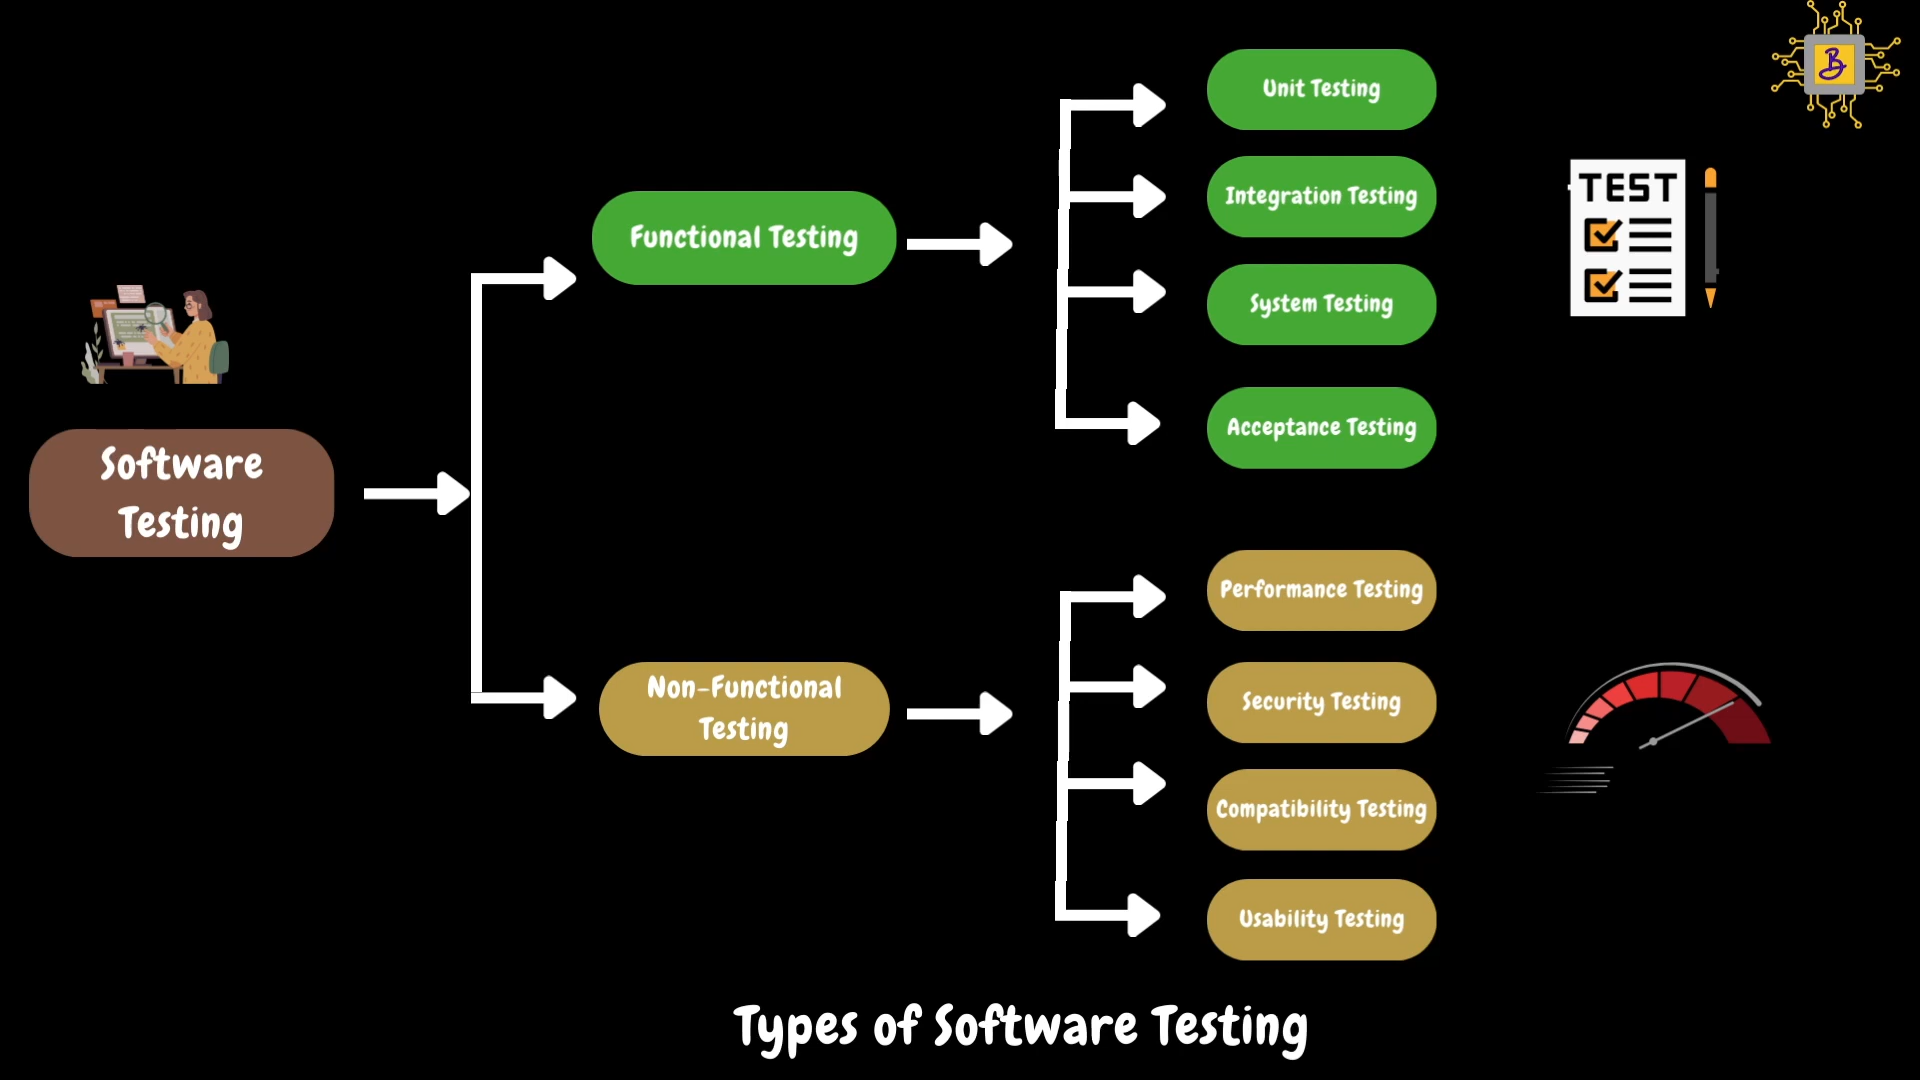 B
Unit Testing
Integration Testing
Functional Testing
System Testing
TEST
Acceptance Testing
Software
Testing
Performance Testing
Non-Functional
Testing
Security Testing
Compatibility Testing
Usability Testing
Types of Software Testing